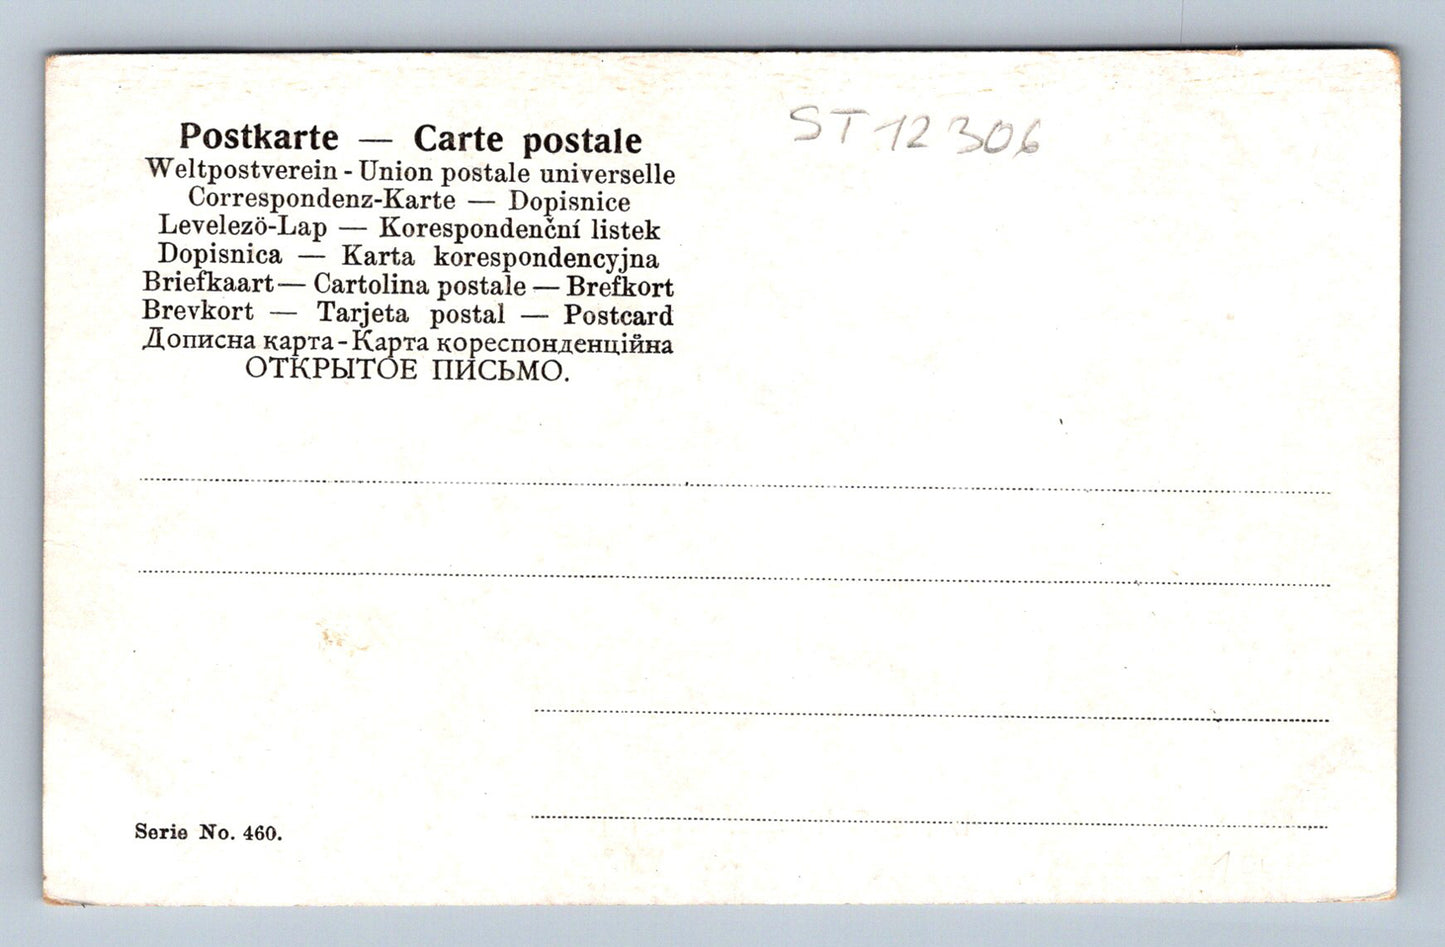 Postkarte — Carte postale
ST 12306
Weltpostverein - Union postale universelle
Correspondenz-Karte — Dopisnice
Levelezö-Lap — Korespondenční listek
Dopisnica — Karta korespondencyjna
Briefkaart — Cartolina postale — Brefkort
Brevkort — Tarjeta postal — Postcard
Дописна карта - Карта кореспонденційна
ОТКРЫТОЕ ПИСЬМО.
Serie No. 460.